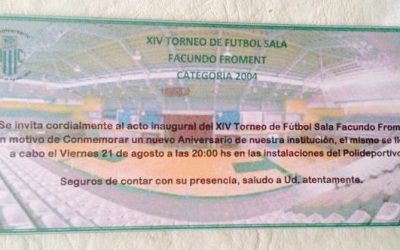 XIV TORNEO DE FUTBOL SALA
FACUNDO FROMENT
CATEGORIA 2004
Se invita cordialmente al acto inaugural del XIV Torneo de Fútbol Sala Facundo From
n motivo de Conmemorar un nuevo Aniversario de nuestra institución, el mismo se ll
a cabo el Viernes 21 de agosto a las 20:00 hs en las instalaciones del Polideportivo
Seguros de contar con su presencia, saludo a Ud. atentamente.